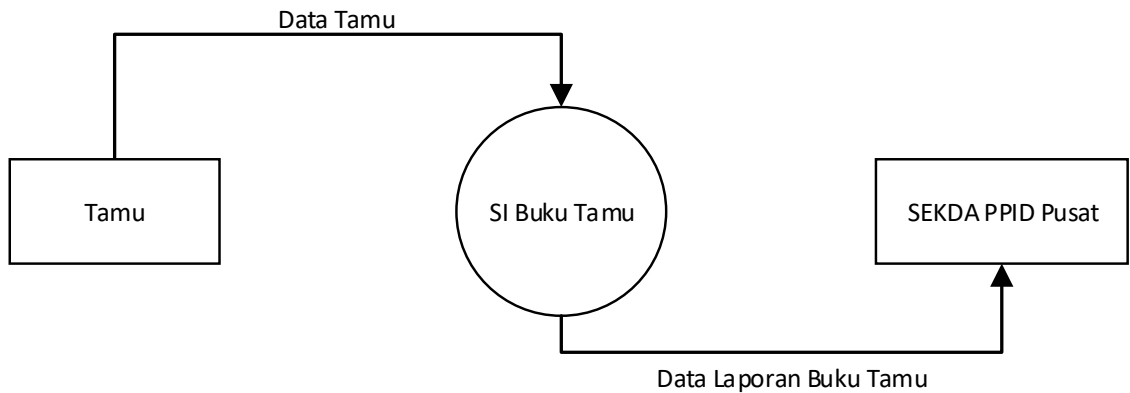 Data Tamu
Tamu
SI Buku Tamu
SEKDA PPID Pusat
Data Laporan Buku Tamu